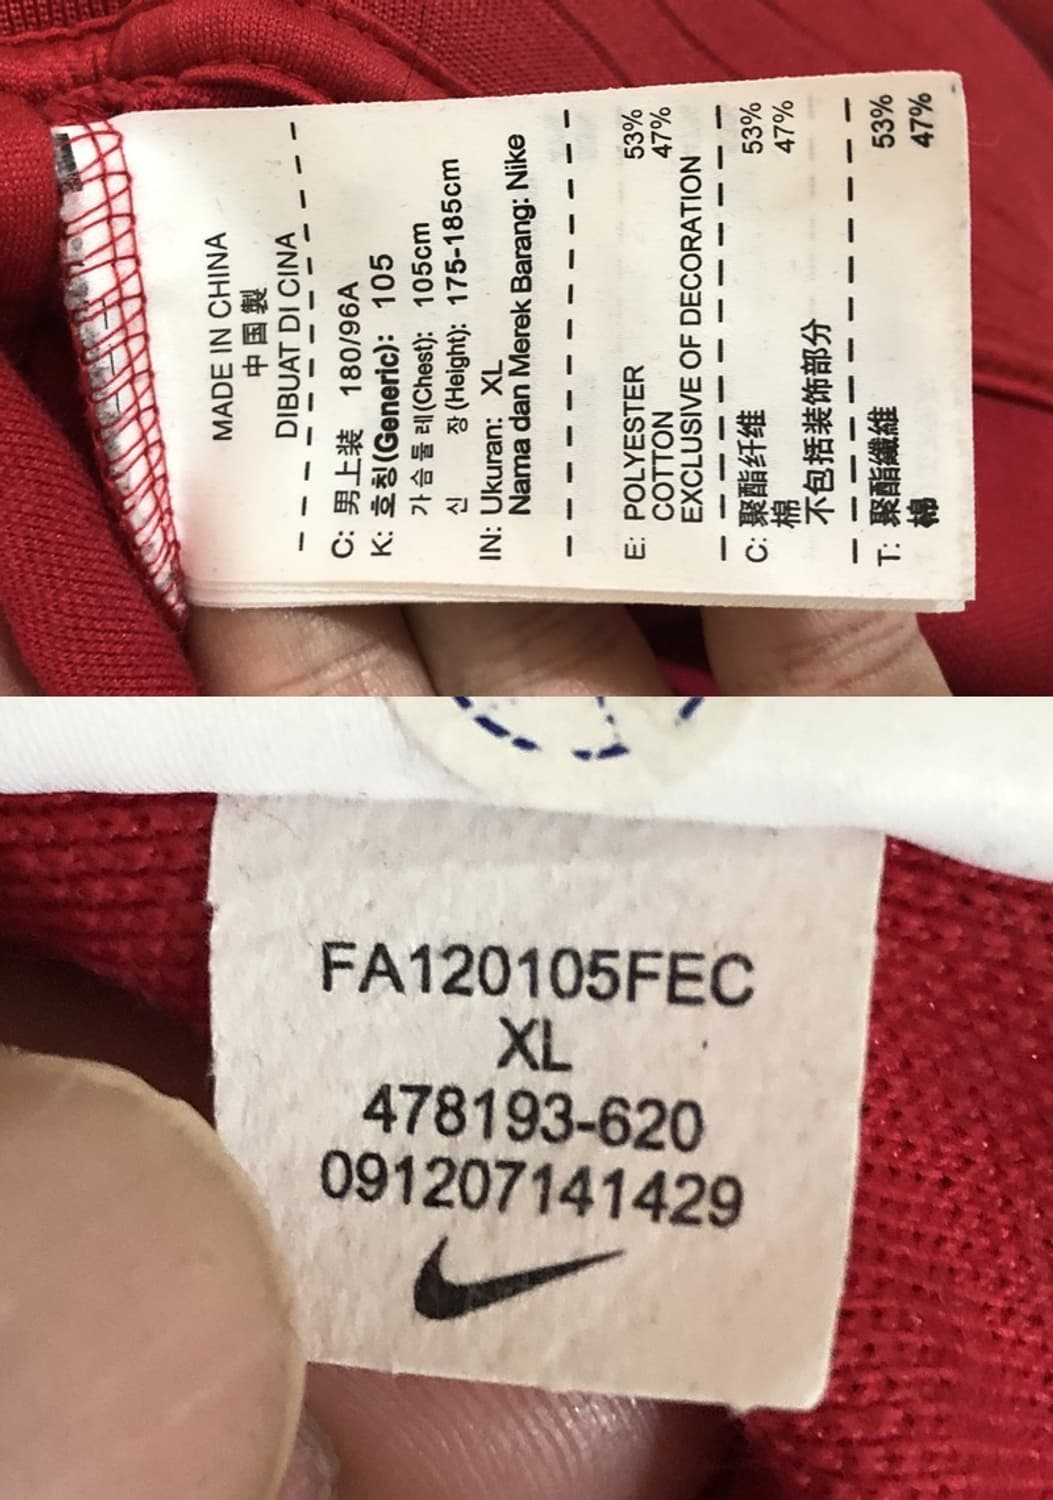 MADE IN CHINA
中国製
DIBUAT DI CINA
C: 男上装 180/96A
K: 호칭(Generic): 105
가슴둘레(Chest): 105cm
신 장(Height): 175-185cm
IN: Ukuran: XL
Nama dan Merek Barang: Nike
E: POLYESTER 53%
COTTON 47%
EXCLUSIVE OF DECORATION
C: 聚酯纤维 53%
棉 47%
不包括装饰部分
T: 聚酯纖維 53%
棉 47%
FA120105FEC
XL
478193-620
091207141429